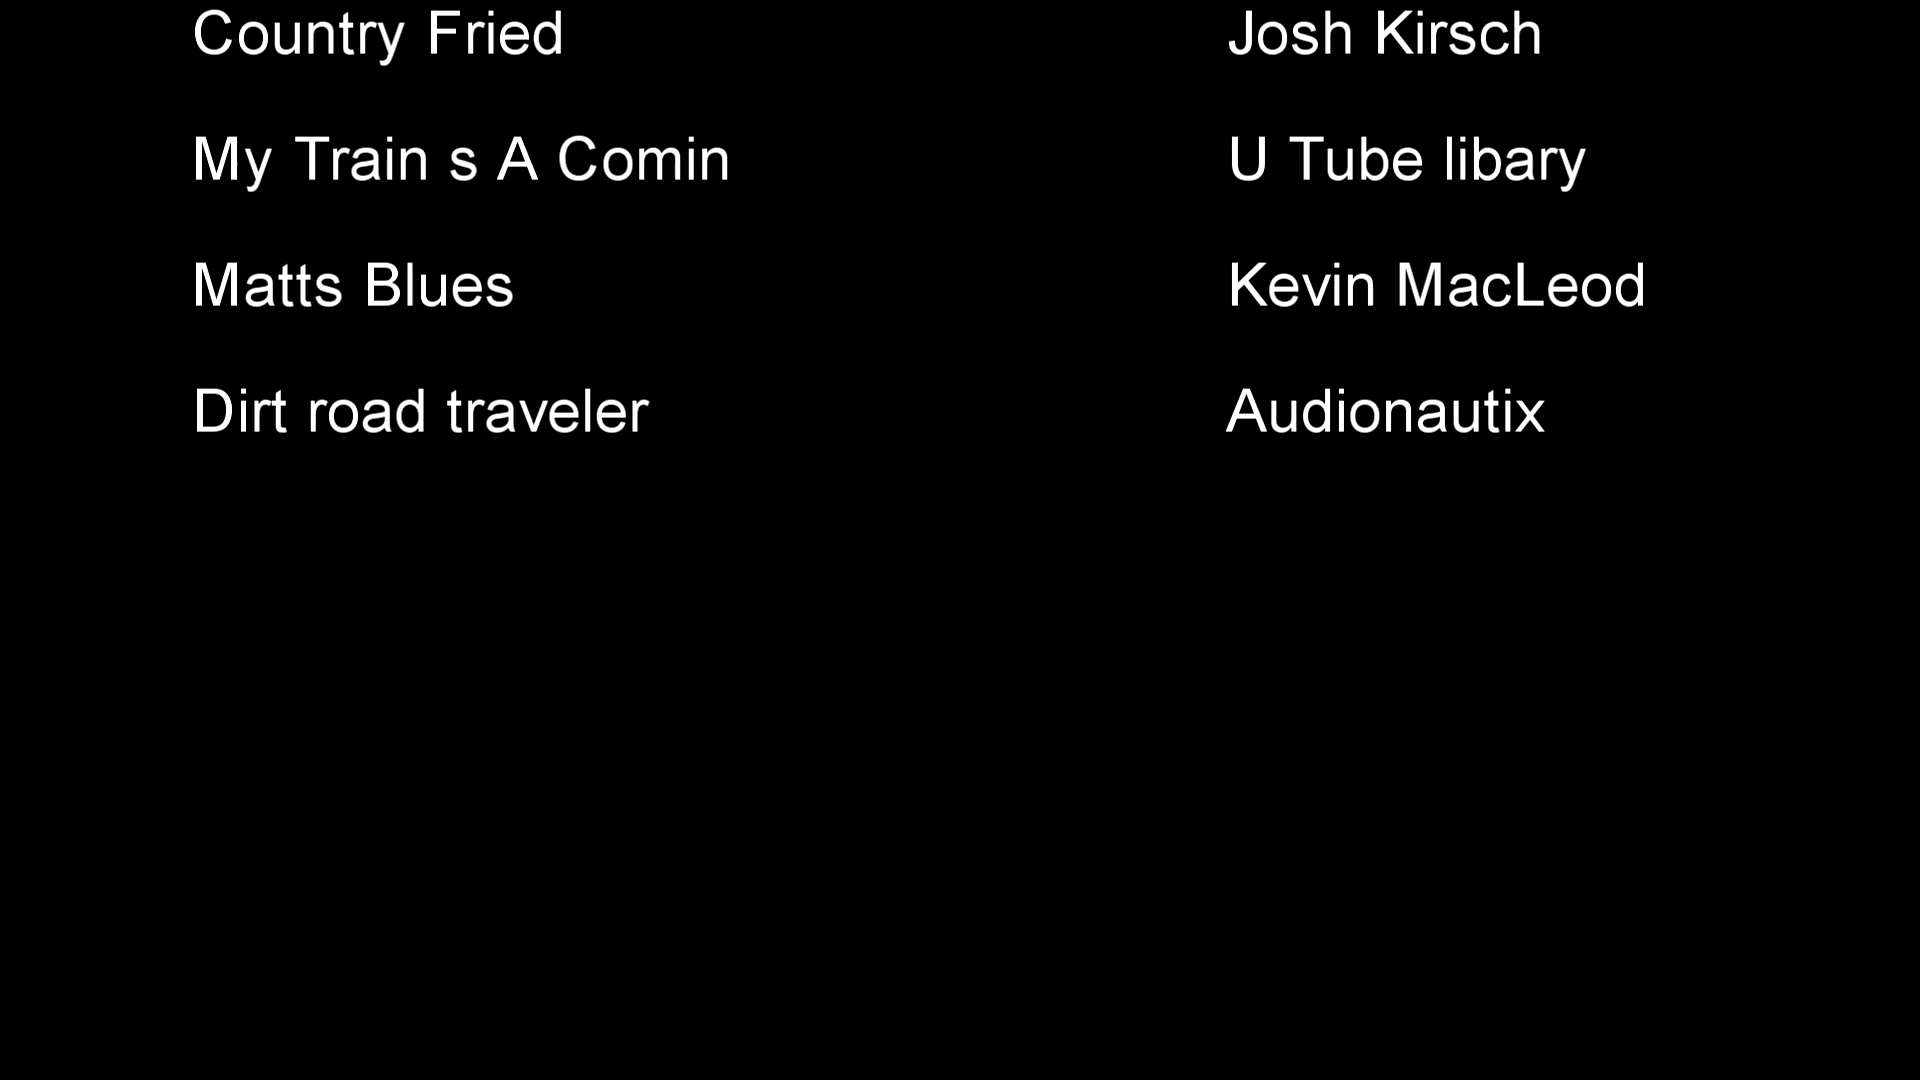 Country Fried Josh Kirsch
My Train s A Comin U Tube libary
Matts Blues Kevin MacLeod
Dirt road traveler Audionautix